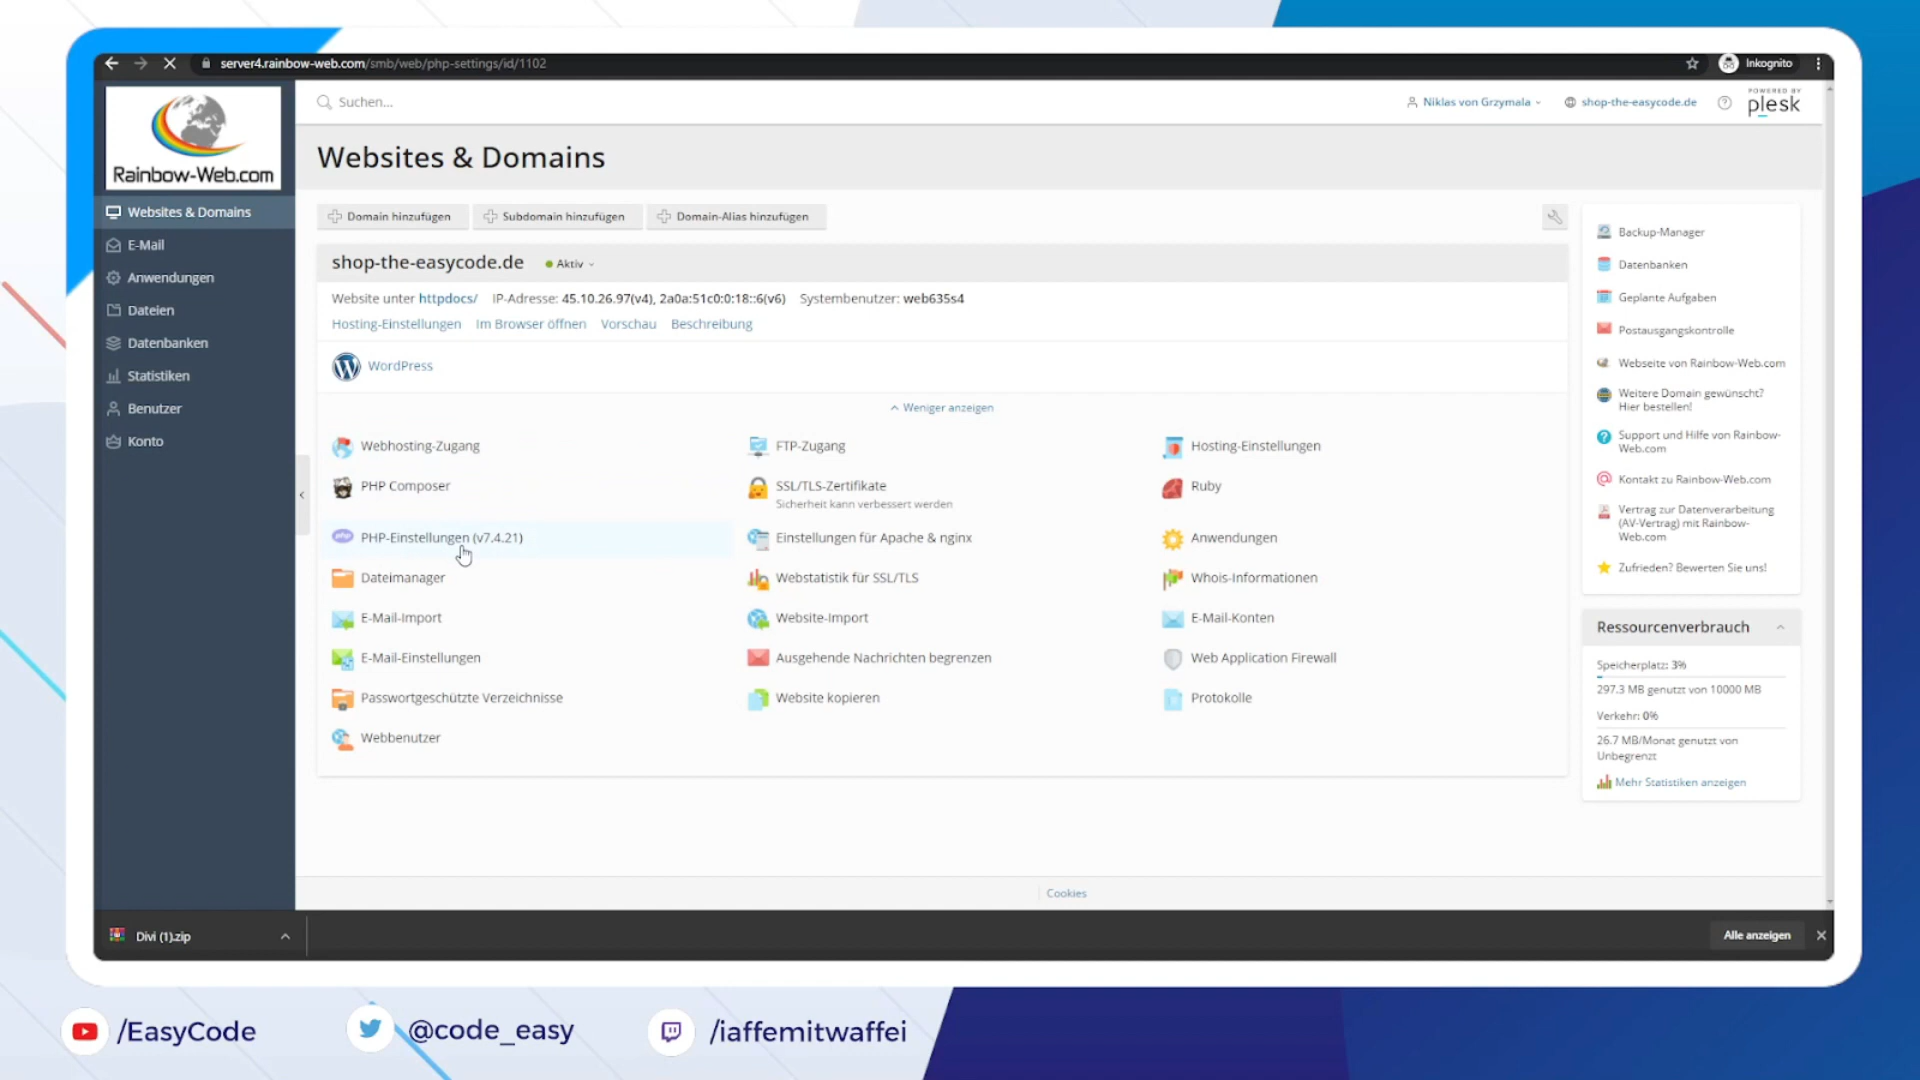 server4.rainbow-web.com/smb/web/php-settings/id/1102
Inkognito
Rainbow-Web.com
Suchen...
Niklas von Grzymala
shop-the-easycode.de
POWERED BY
plesk
Websites & Domains
Websites & Domains
E-Mail
Anwendungen
Dateien
Datenbanken
Statistiken
Benutzer
Konto
Domain hinzufügen
Subdomain hinzufügen
Domain-Alias hinzufügen
shop-the-easycode.de
Aktiv
Website unter httpdocs/ IP-Adresse: 45.10.26.97(v4), 2a0a:51c0:0:18::6(v6) Systembenutzer: web635s4
Hosting-Einstellungen Im Browser öffnen Vorschau Beschreibung
WordPress
Weniger anzeigen
Webhosting-Zugang
FTP-Zugang
Hosting-Einstellungen
PHP Composer
SSL/TLS-Zertifikate
Sicherheit kann verbessert werden
Ruby
PHP-Einstellungen (v7.4.21)
Einstellungen für Apache & nginx
Anwendungen
Dateimanager
Webstatistik für SSL/TLS
Whois-Informationen
E-Mail-Import
Website-Import
E-Mail-Konten
E-Mail-Einstellungen
Ausgehende Nachrichten begrenzen
Web Application Firewall
Passwortgeschützte Verzeichnisse
Website kopieren
Protokolle
Webbenutzer
Backup-Manager
Datenbanken
Geplante Aufgaben
Postausgangskontrolle
Webseite von Rainbow-Web.com
Weitere Domain gewünscht?
Hier bestellen!
Support und Hilfe von Rainbow-
Web.com
Kontakt zu Rainbow-Web.com
Vertrag zur Datenverarbeitung
(AV-Vertrag) mit Rainbow-
Web.com
Zufrieden? Bewerten Sie uns!
Ressourcenverbrauch
Speicherplatz: 3%
297.3 MB genutzt von 10000 MB
Verkehr: 0%
26.7 MB/Monat genutzt von
Unbegrenzt
Mehr Statistiken anzeigen
Cookies
Divi (1).zip
Alle anzeigen
/EasyCode
@code_easy
/iaffemitwaffei